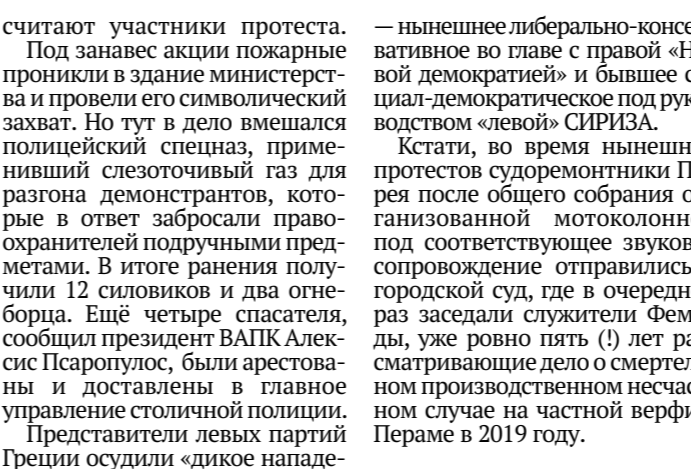 считают участники протеста.
Под занавес акции пожарные
проникли в здание министерст-
ва и провели его символический
захват. Но тут в дело вмешался
полицейский спецназ, приме-
нивший слезоточивый газ для
разгона демонстрантов, кото-
рые в ответ забросали право-
охранителей подручными пред-
метами. В итоге ранения полу-
чили 12 силовиков и два огне-
борца. Ещё четыре спасателя,
сообщил президент ВАПК Алек-
сис Псаропулос, были арестова-
ны и доставлены в главное
управление столичной полиции.
Представители левых партий
Греции осудили «дикое нападе-
— нынешнее либерально-консе
вативное во главе с правой «Н
вой демократией» и бывшее с
циал-демократическое под рук
водством «левой» СИРИЗА.
Кстати, во время нынешн
протестов судоремонтники П
рея после общего собрания о
ганизованной мотоколонн
под соответствующее звуков
сопровождение отправились
городской суд, где в очередн
раз заседали служители Фем
ды, уже ровно пять (!) лет ра
сматривающие дело о смертел
ном производственном несчас
ном случае на частной верфи
Пераме в 2019 году.